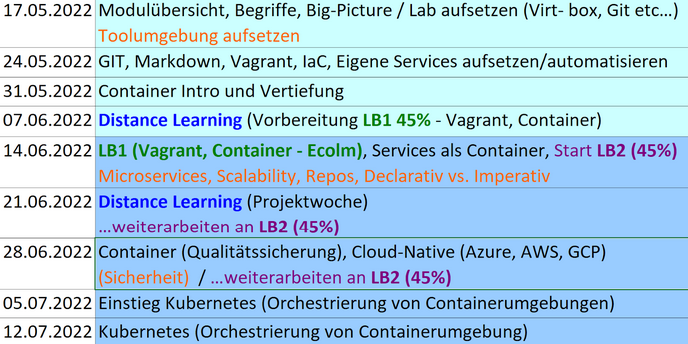 17.05.2022 Modulübersicht, Begriffe, Big-Picture / Lab aufsetzen (Virt- box, Git etc...)
Toolumgebung aufsetzen
24.05.2022 GIT, Markdown, Vagrant, IaC, Eigene Services aufsetzen/automatisieren
31.05.2022 Container Intro und Vertiefung
07.06.2022 Distance Learning (Vorbereitung LB1 45% - Vagrant, Container)
14.06.2022 LB1 (Vagrant, Container - Ecolm), Services als Container, Start LB2 (45%)
Microservices, Scalability, Repos, Declarativ vs. Imperativ
21.06.2022 Distance Learning (Projektwoche)
...weiterarbeiten an LB2 (45%)
28.06.2022 Container (Qualitätssicherung), Cloud-Native (Azure, AWS, GCP)
(Sicherheit) / ...weiterarbeiten an LB2 (45%)
05.07.2022 Einstieg Kubernetes (Orchestrierung von Containerumgebungen)
12.07.2022 Kubernetes (Orchestrierung von Containerumgebung)